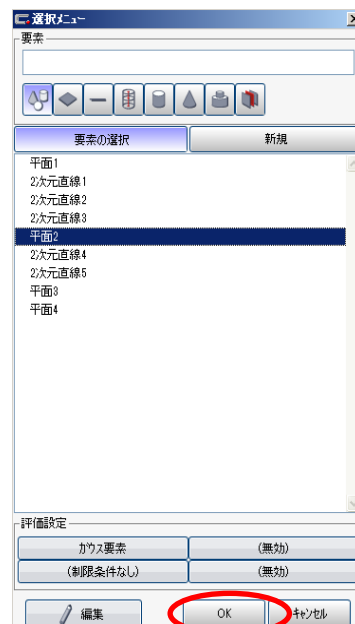 選択メニュー
要素
要素の選択 新規
平面1
2次元直線1
2次元直線2
2次元直線3
平面2
2次元直線4
2次元直線5
平面3
平面4
評価設定
ガウス要素 (無効)
(制限条件なし) (無効)
編集 OK キャンセル